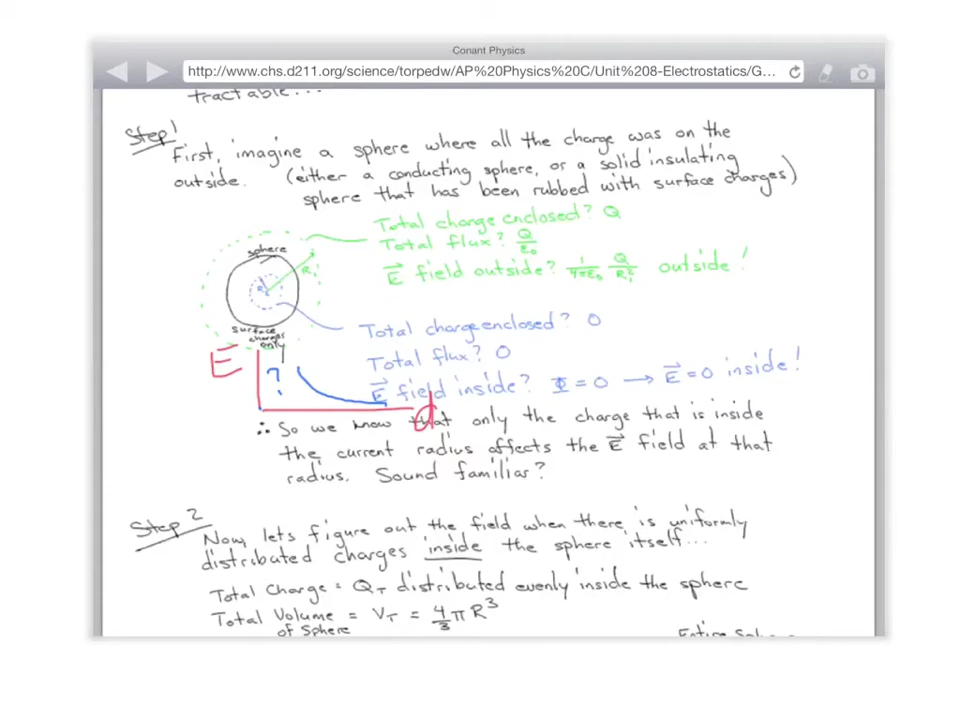 Conant Physics
http://www.chs.d211.org/science/torpedw/AP%20Physics%20C/Unit%208-Electrostatics/G...
tractable...
Step 1
First, imagine a sphere where all the charge was on the
outside. (either a conducting sphere, or a solid insulating
sphere that has been rubbed with surface charges)
Total charge enclosed? Q
Total flux? Q/ε₀
E⃗ field outside? 1/4πε₀ Q/R₁² outside!
sphere
R₁
R₂
surface
charges
only
Total charge enclosed? 0
Total flux? 0
E⃗ field inside? Φ = 0 → E⃗ = 0 inside!
E
?
d
∴ So we know that only the charge that is inside
the current radius affects the E⃗ field at that
radius. Sound familiar?
Step 2
Now, lets figure out the field when there is uniformly
distributed charges inside the sphere itself...
Total Charge = Q_T distributed evenly inside the sphere
Total Volume = V_T = 4/3 π R³
of Sphere